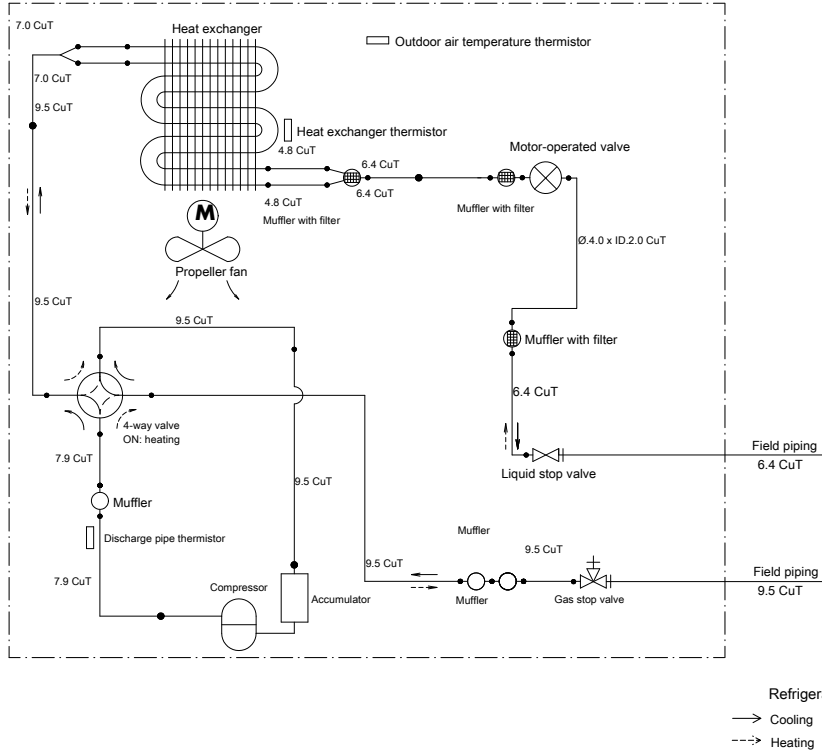 7.0 CuT
Heat exchanger
Outdoor air temperature thermistor
7.0 CuT
9.5 CuT
Heat exchanger thermistor
4.8 CuT
Motor-operated valve
6.4 CuT
6.4 CuT
4.8 CuT
Muffler with filter
Muffler with filter
M
Ø.4.0 x ID.2.0 CuT
Propeller fan
9.5 CuT
9.5 CuT
Muffler with filter
6.4 CuT
4-way valve
ON: heating
7.9 CuT
Field piping
6.4 CuT
Liquid stop valve
9.5 CuT
Muffler
Discharge pipe thermistor
Muffler
9.5 CuT
9.5 CuT
Field piping
9.5 CuT
7.9 CuT
Compressor
Accumulator
Muffler
Gas stop valve
Refriger
Cooling
Heating